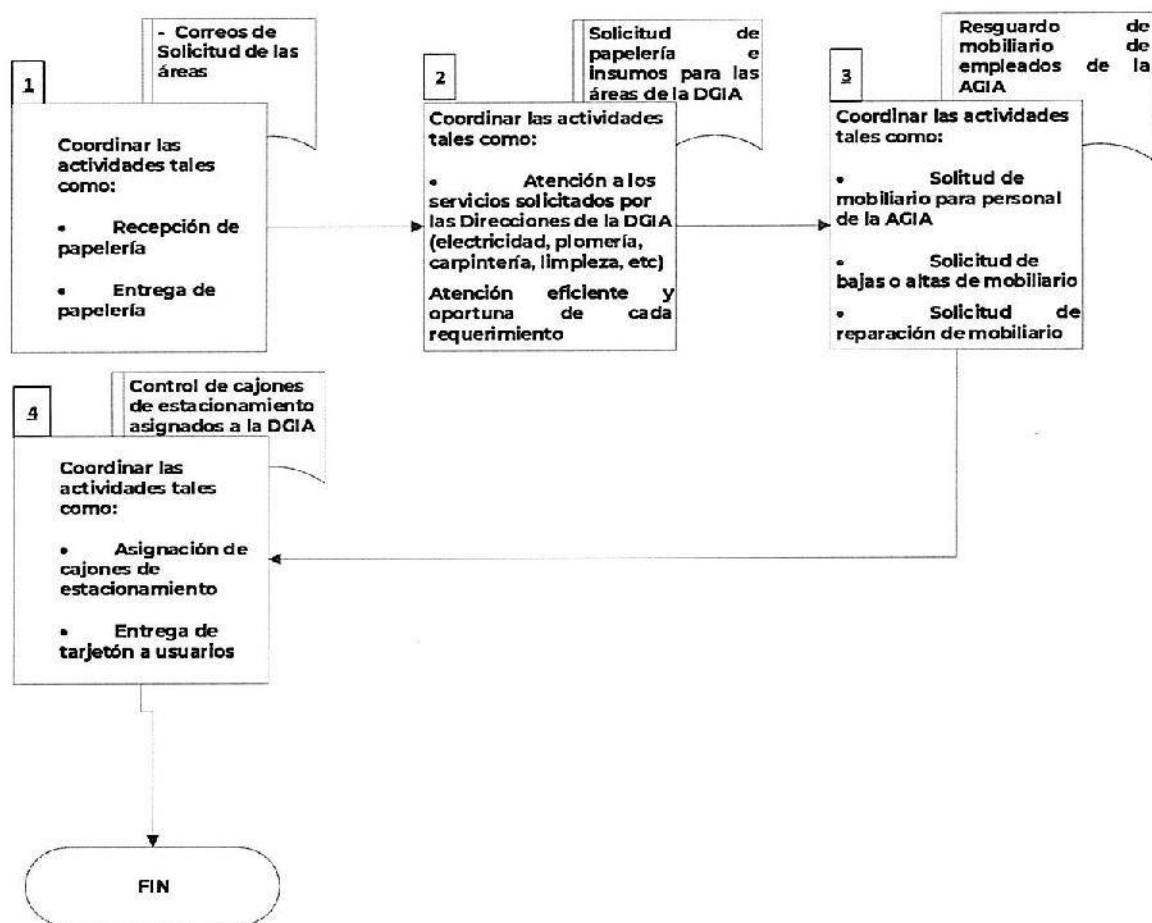 - Correos de
Solicitud de las
áreas
1
Coordinar las
actividades tales
como:
• Recepción de
papelería
• Entrega de
papelería
Solicitud de
papelería e
insumos para las
áreas de la DGIA
2
Coordinar las actividades
tales como:
• Atención a los
servicios solicitados por
las Direcciones de la DGIA
(electricidad, plomería,
carpintería, limpieza, etc)
Atención eficiente y
oportuna de cada
requerimiento
Resguardo de
mobiliario de
empleados de la
AGIA
3
Coordinar las actividades
tales como:
• Solitud de
mobiliario para personal
de la AGIA
• Solicitud de
bajas o altas de mobiliario
• Solicitud de
reparación de mobiliario
Control de cajones
de estacionamiento
asignados a la DGIA
4
Coordinar las
actividades tales
como:
• Asignación de
cajones de
estacionamiento
• Entrega de
tarjetón a usuarios
FIN